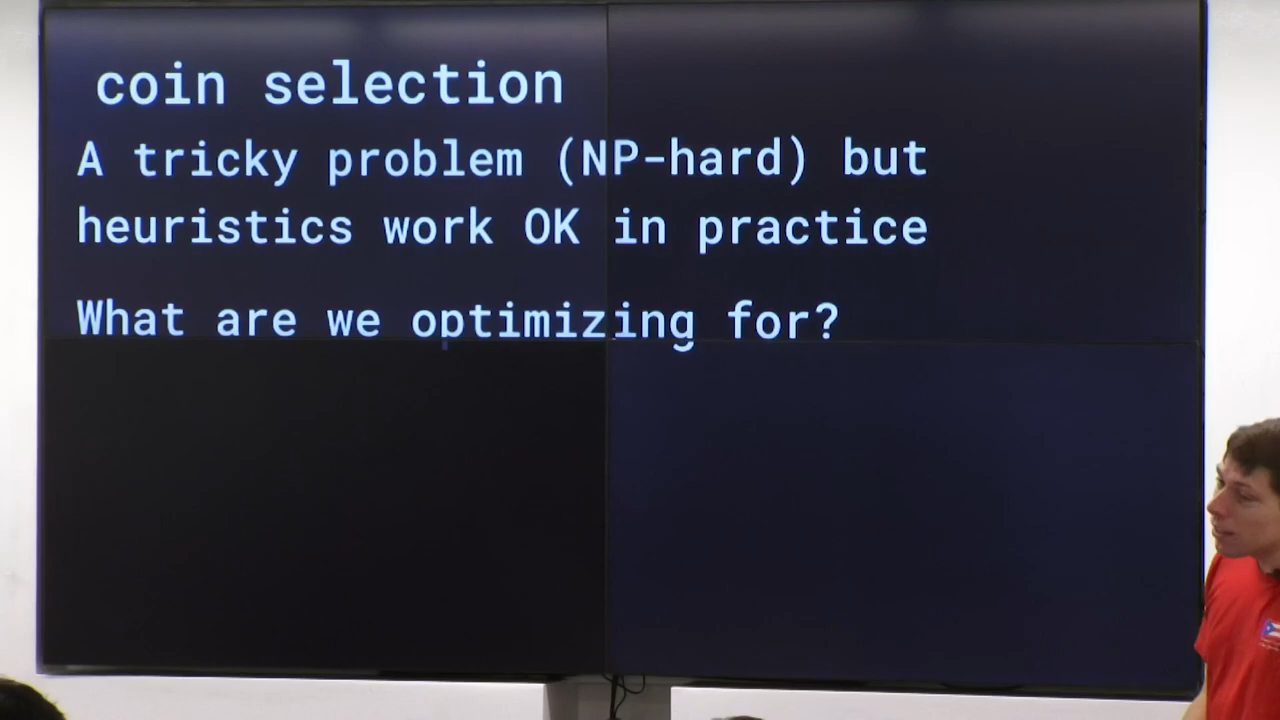 coin selection
A tricky problem (NP-hard) but
heuristics work OK in practice
What are we optimizing for?